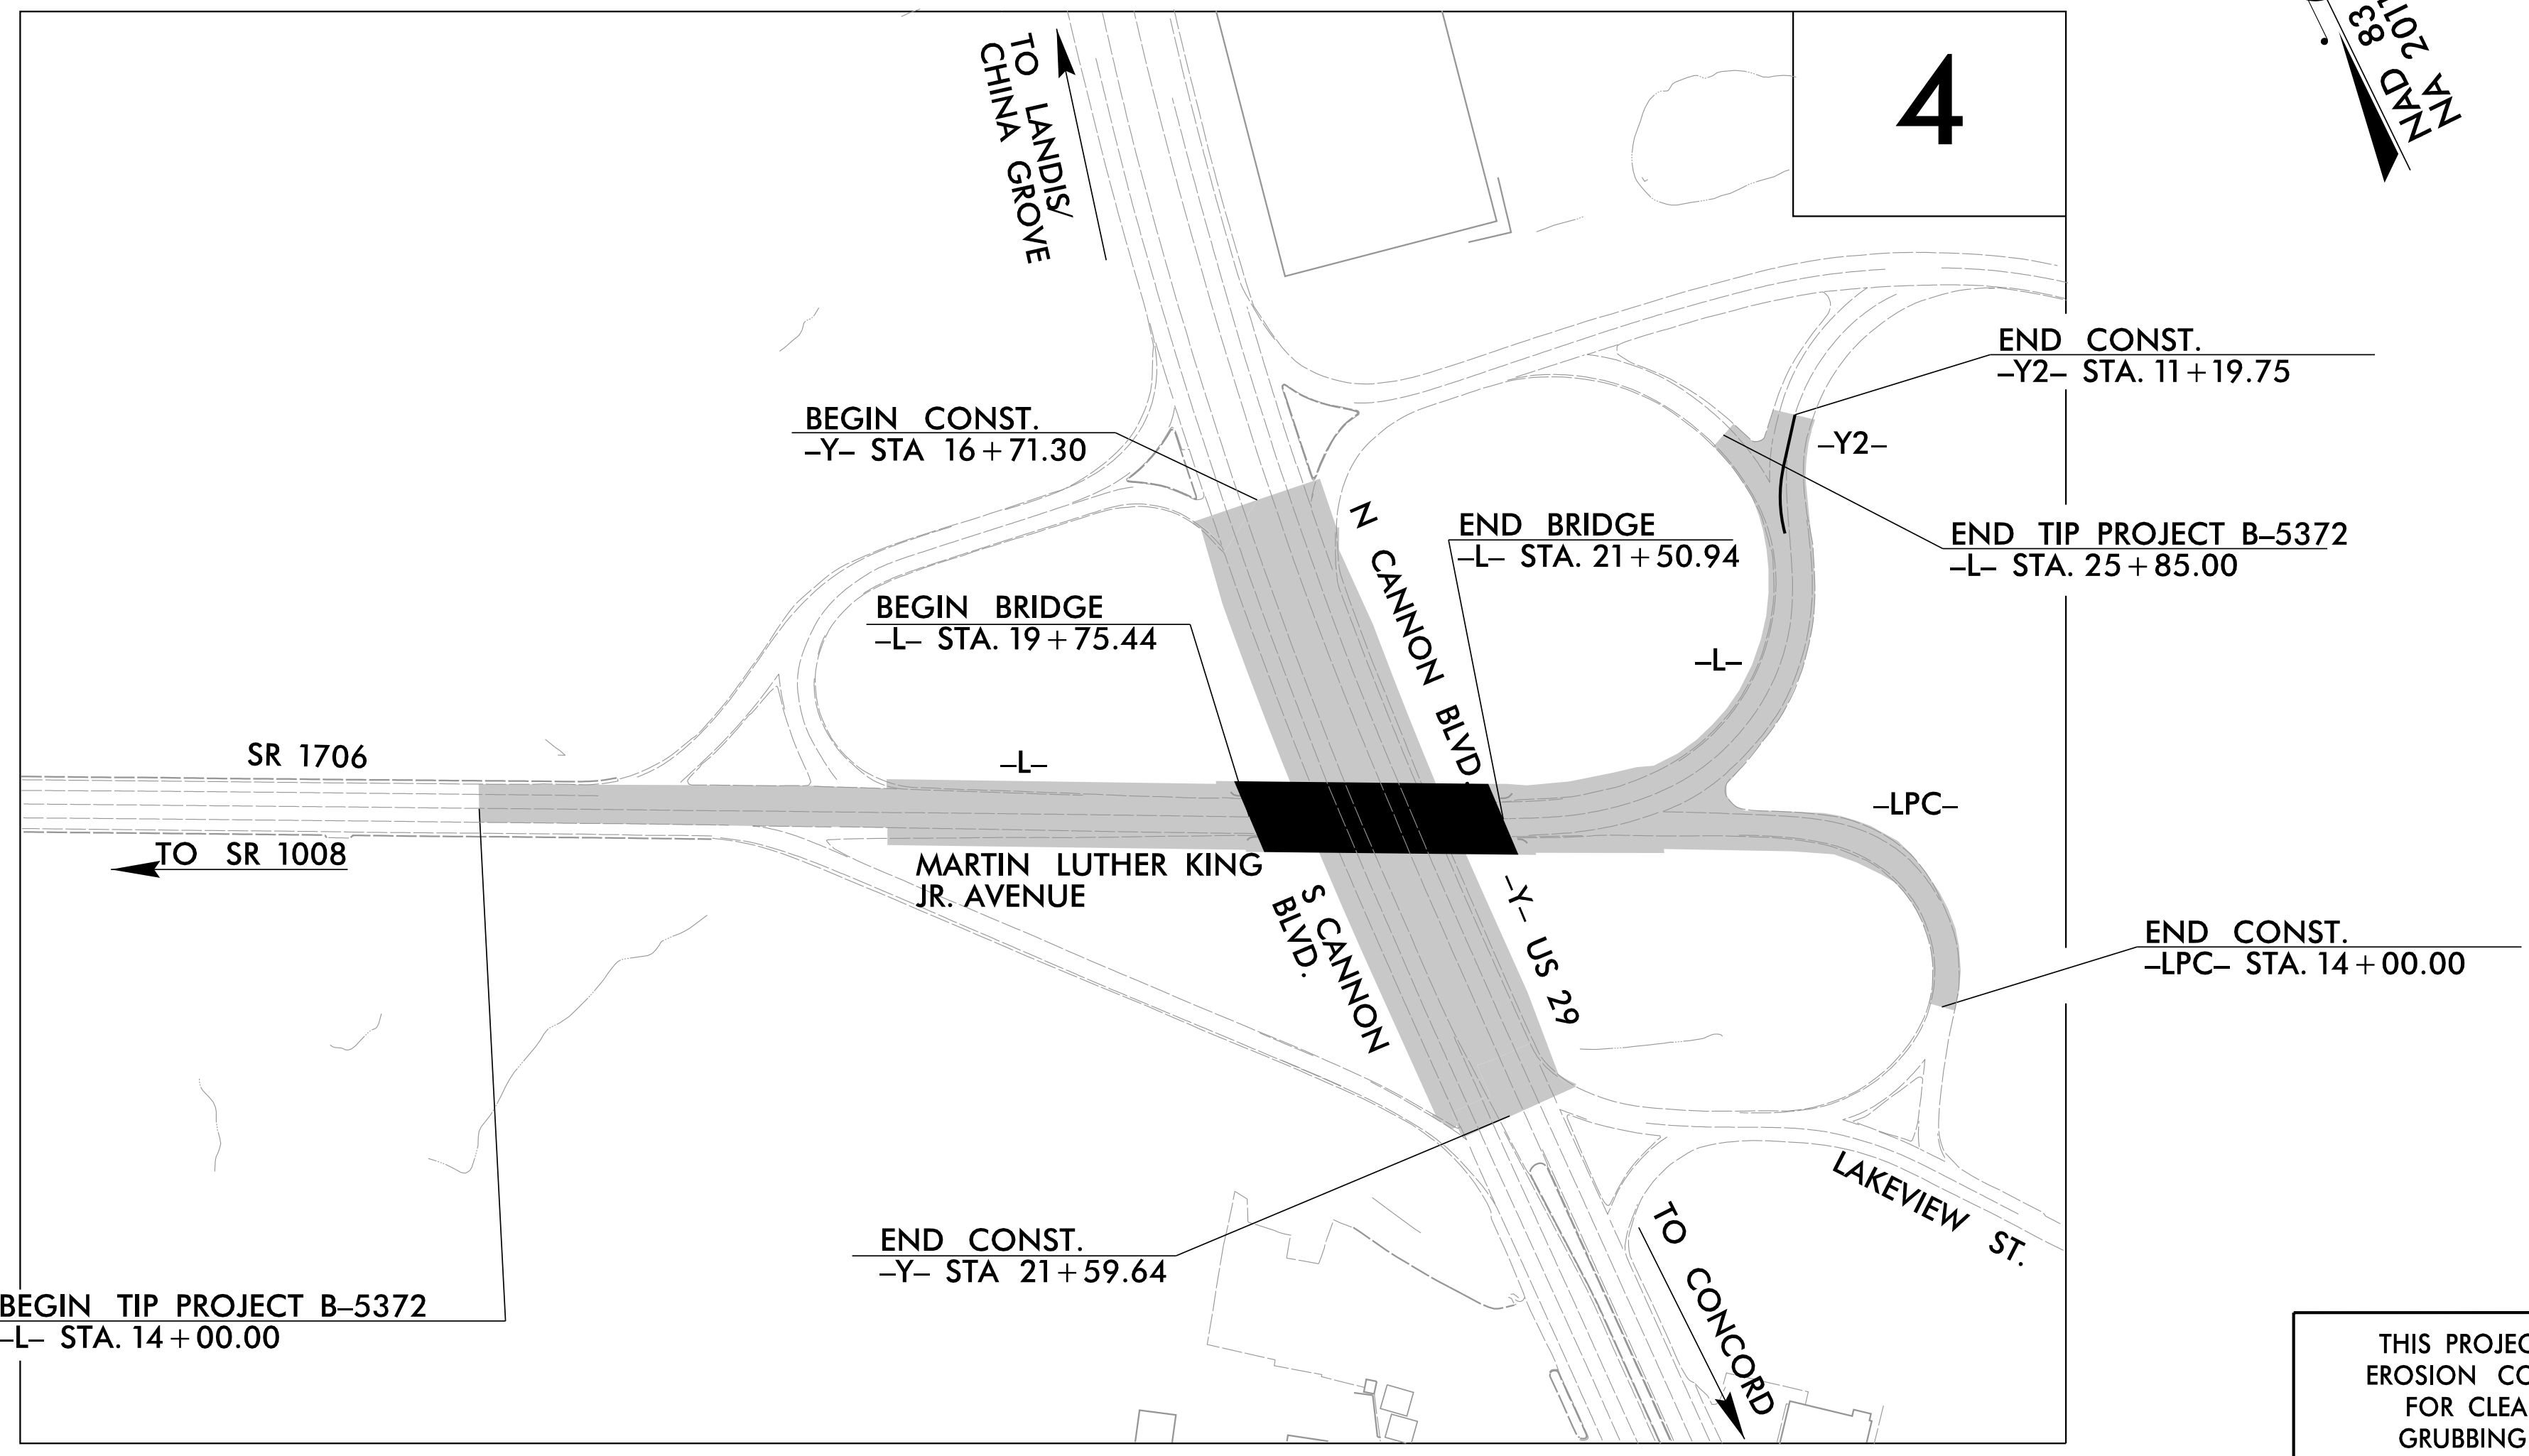 4
NAD 83
NA 2011
TO LANDIS/
CHINA GROVE
END CONST.
–Y2– STA. 11+19.75
BEGIN CONST.
–Y– STA 16+71.30
–Y2–
N CANNON BLVD.
END BRIDGE
–L– STA. 21+50.94
END TIP PROJECT B–5372
–L– STA. 25+85.00
BEGIN BRIDGE
–L– STA. 19+75.44
–L–
SR 1706
–L–
–LPC–
TO SR 1008
MARTIN LUTHER KING
JR. AVENUE
S CANNON
BLVD.
–Y– US 29
END CONST.
–LPC– STA. 14+00.00
LAKEVIEW ST.
END CONST.
–Y– STA 21+59.64
TO CONCORD
BEGIN TIP PROJECT B–5372
–L– STA. 14+00.00
THIS PROJEC
EROSION CO
FOR CLEA
GRUBBING